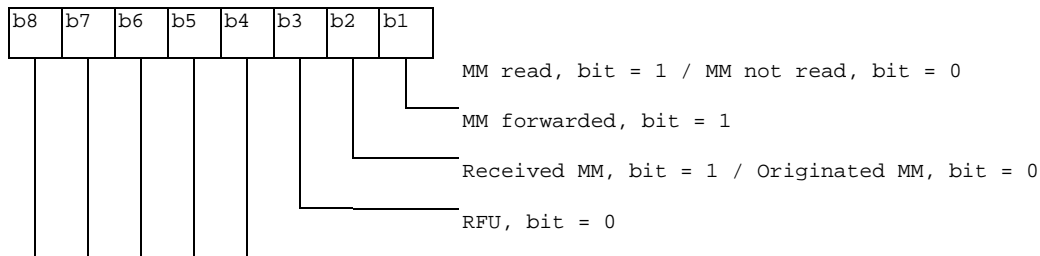 b8 b7 b6 b5 b4 b3 b2 b1
MM read, bit = 1 / MM not read, bit = 0
MM forwarded, bit = 1
Received MM, bit = 1 / Originated MM, bit = 0
RFU, bit = 0